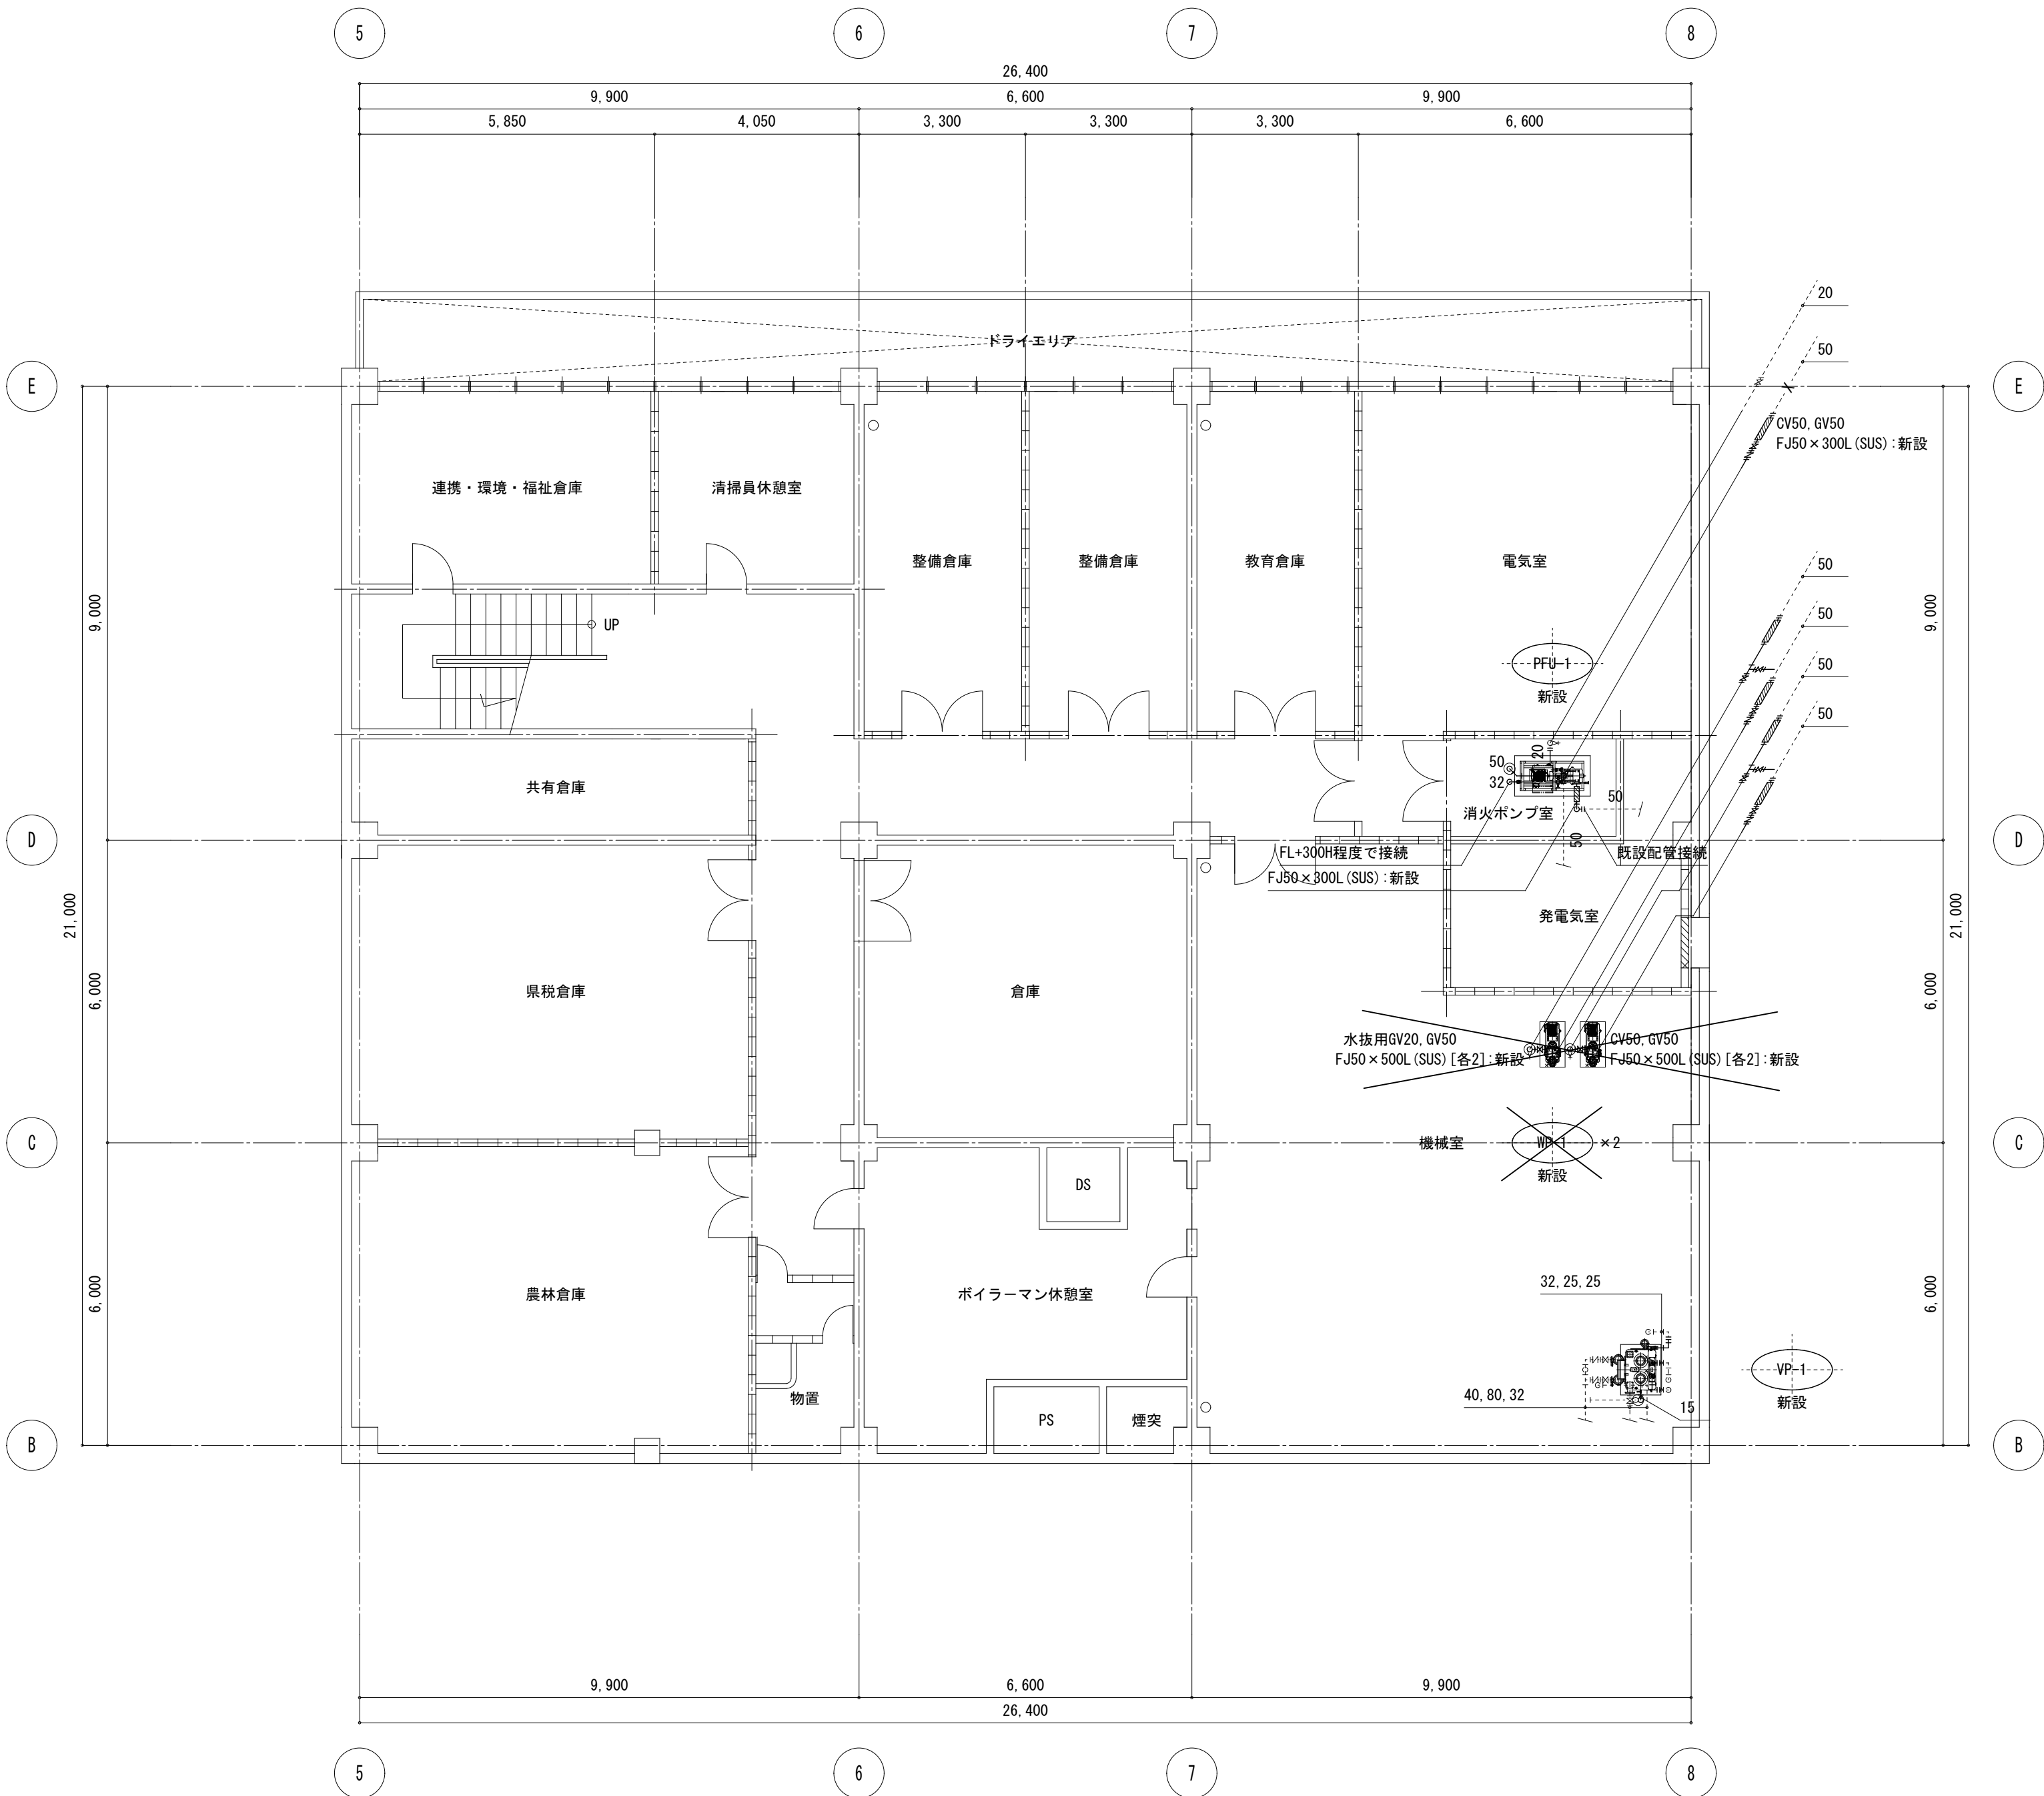 5
6
7
8
26,400
9,900
6,600
9,900
5,850
4,050
3,300
3,300
3,300
6,600
20
50
ドライエリア
E
E
CV50,GV50
FJ50×300L(SUS):新設
連携・環境・福祉倉庫
清掃員休憩室
整備倉庫
整備倉庫
教育倉庫
電気室
50
50
50
50
9,000
9,000
UP
PFU-1
新設
20
50
32
50
共有倉庫
消火ポンプ室
50
D
D
FL+300H程度で接続
既設配管接続
FJ50×300L(SUS):新設
発電気室
21,000
21,000
6,000
6,000
県税倉庫
倉庫
水抜用GV20,GV50
FJ50×500L(SUS)[各2]:新設
CV50,GV50
FJ50×500L(SUS)[各2]:新設
C
C
機械室
WP-1
×2
新設
DS
6,000
6,000
農林倉庫
ボイラーマン休憩室
32,25,25
VP-1
新設
40,80,32
15
物置
PS
煙突
B
B
9,900
6,600
9,900
26,400
5
6
7
8